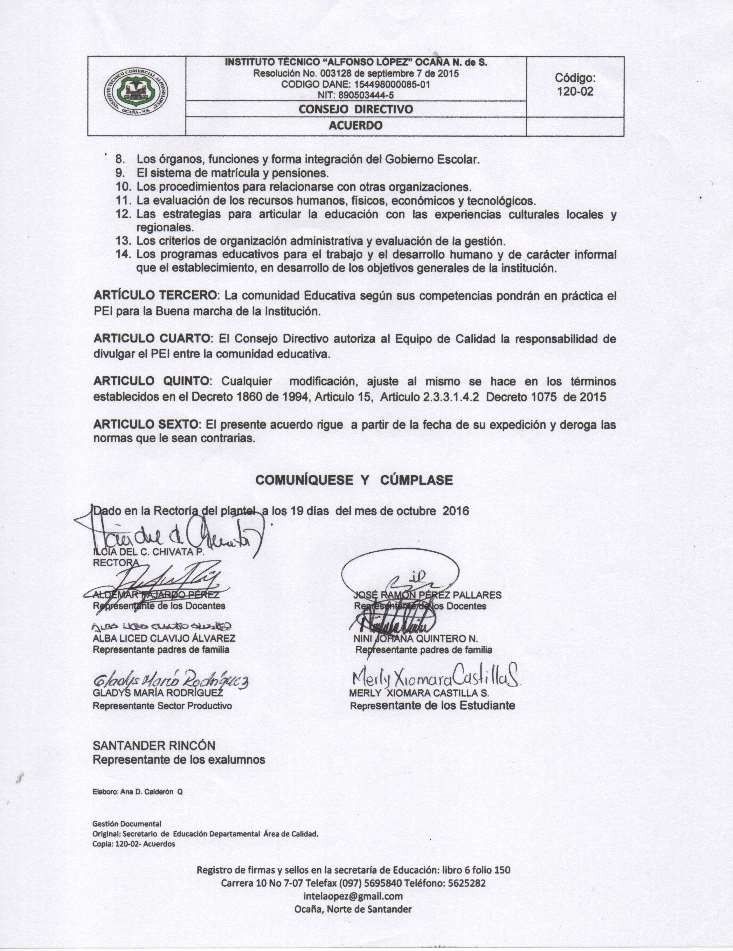 INSTITUTO TÉCNICO “ALFONSO LÓPEZ” OCAÑA N. de S.
Resolución No. 003128 de septiembre 7 de 2015
CODIGO DANE: 154498000085-01
NIT: 890503444-5
Código:
120-02
CONSEJO DIRECTIVO
ACUERDO
8. Los órganos, funciones y forma integración del Gobierno Escolar.
9. El sistema de matrícula y pensiones.
10. Los procedimientos para relacionarse con otras organizaciones.
11. La evaluación de los recursos humanos, físicos, económicos y tecnológicos.
12. Las estrategias para articular la educación con las experiencias culturales locales y
regionales.
13. Los criterios de organización administrativa y evaluación de la gestión.
14. Los programas educativos para el trabajo y el desarrollo humano y de carácter informal
que el establecimiento, en desarrollo de los objetivos generales de la institución.
ARTÍCULO TERCERO: La comunidad Educativa según sus competencias pondrán en práctica el
PEI para la Buena marcha de la Institución.
ARTICULO CUARTO: El Consejo Directivo autoriza al Equipo de Calidad la responsabilidad de
divulgar el PEI entre la comunidad educativa.
ARTICULO QUINTO: Cualquier modificación, ajuste al mismo se hace en los términos
establecidos en el Decreto 1860 de 1994, Articulo 15, Articulo 2.3.3.1.4.2 Decreto 1075 de 2015
ARTICULO SEXTO: El presente acuerdo rigue a partir de la fecha de su expedición y deroga las
normas que le sean contrarias.
COMUNÍQUESE Y CÚMPLASE
Dado en la Rectoría del plantel a los 19 días del mes de octubre 2016
DEL C. CHIVATA P.
RECTORA
ALDEMAR FAJARDO PÉREZ
Representante de los Docentes
JOSÉ RAMÓN PÉREZ PALLARES
Representante de los Docentes
ALBA LICED CLAVIJO ÁLVAREZ
Representante padres de familia
NINI JOHANA QUINTERO N.
Representante padres de familia
Gladys María Rodríguez
GLADYS MARÍA RODRÍGUEZ
Representante Sector Productivo
Merly Xiomara Castilla S.
MERLY XIOMARA CASTILLA S.
Representante de los Estudiante
SANTANDER RINCÓN
Representante de los exalumnos
Elaboro: Ana D. Calderón Q
Gestión Documental
Original: Secretario de Educación Departamental Área de Calidad.
Copia: 120-02- Acuerdos
Registro de firmas y sellos en la secretaría de Educación: libro 6 folio 150
Carrera 10 No 7-07 Telefax (097) 5695840 Teléfono: 5625282
intelaopez@gmail.com
Ocaña, Norte de Santander